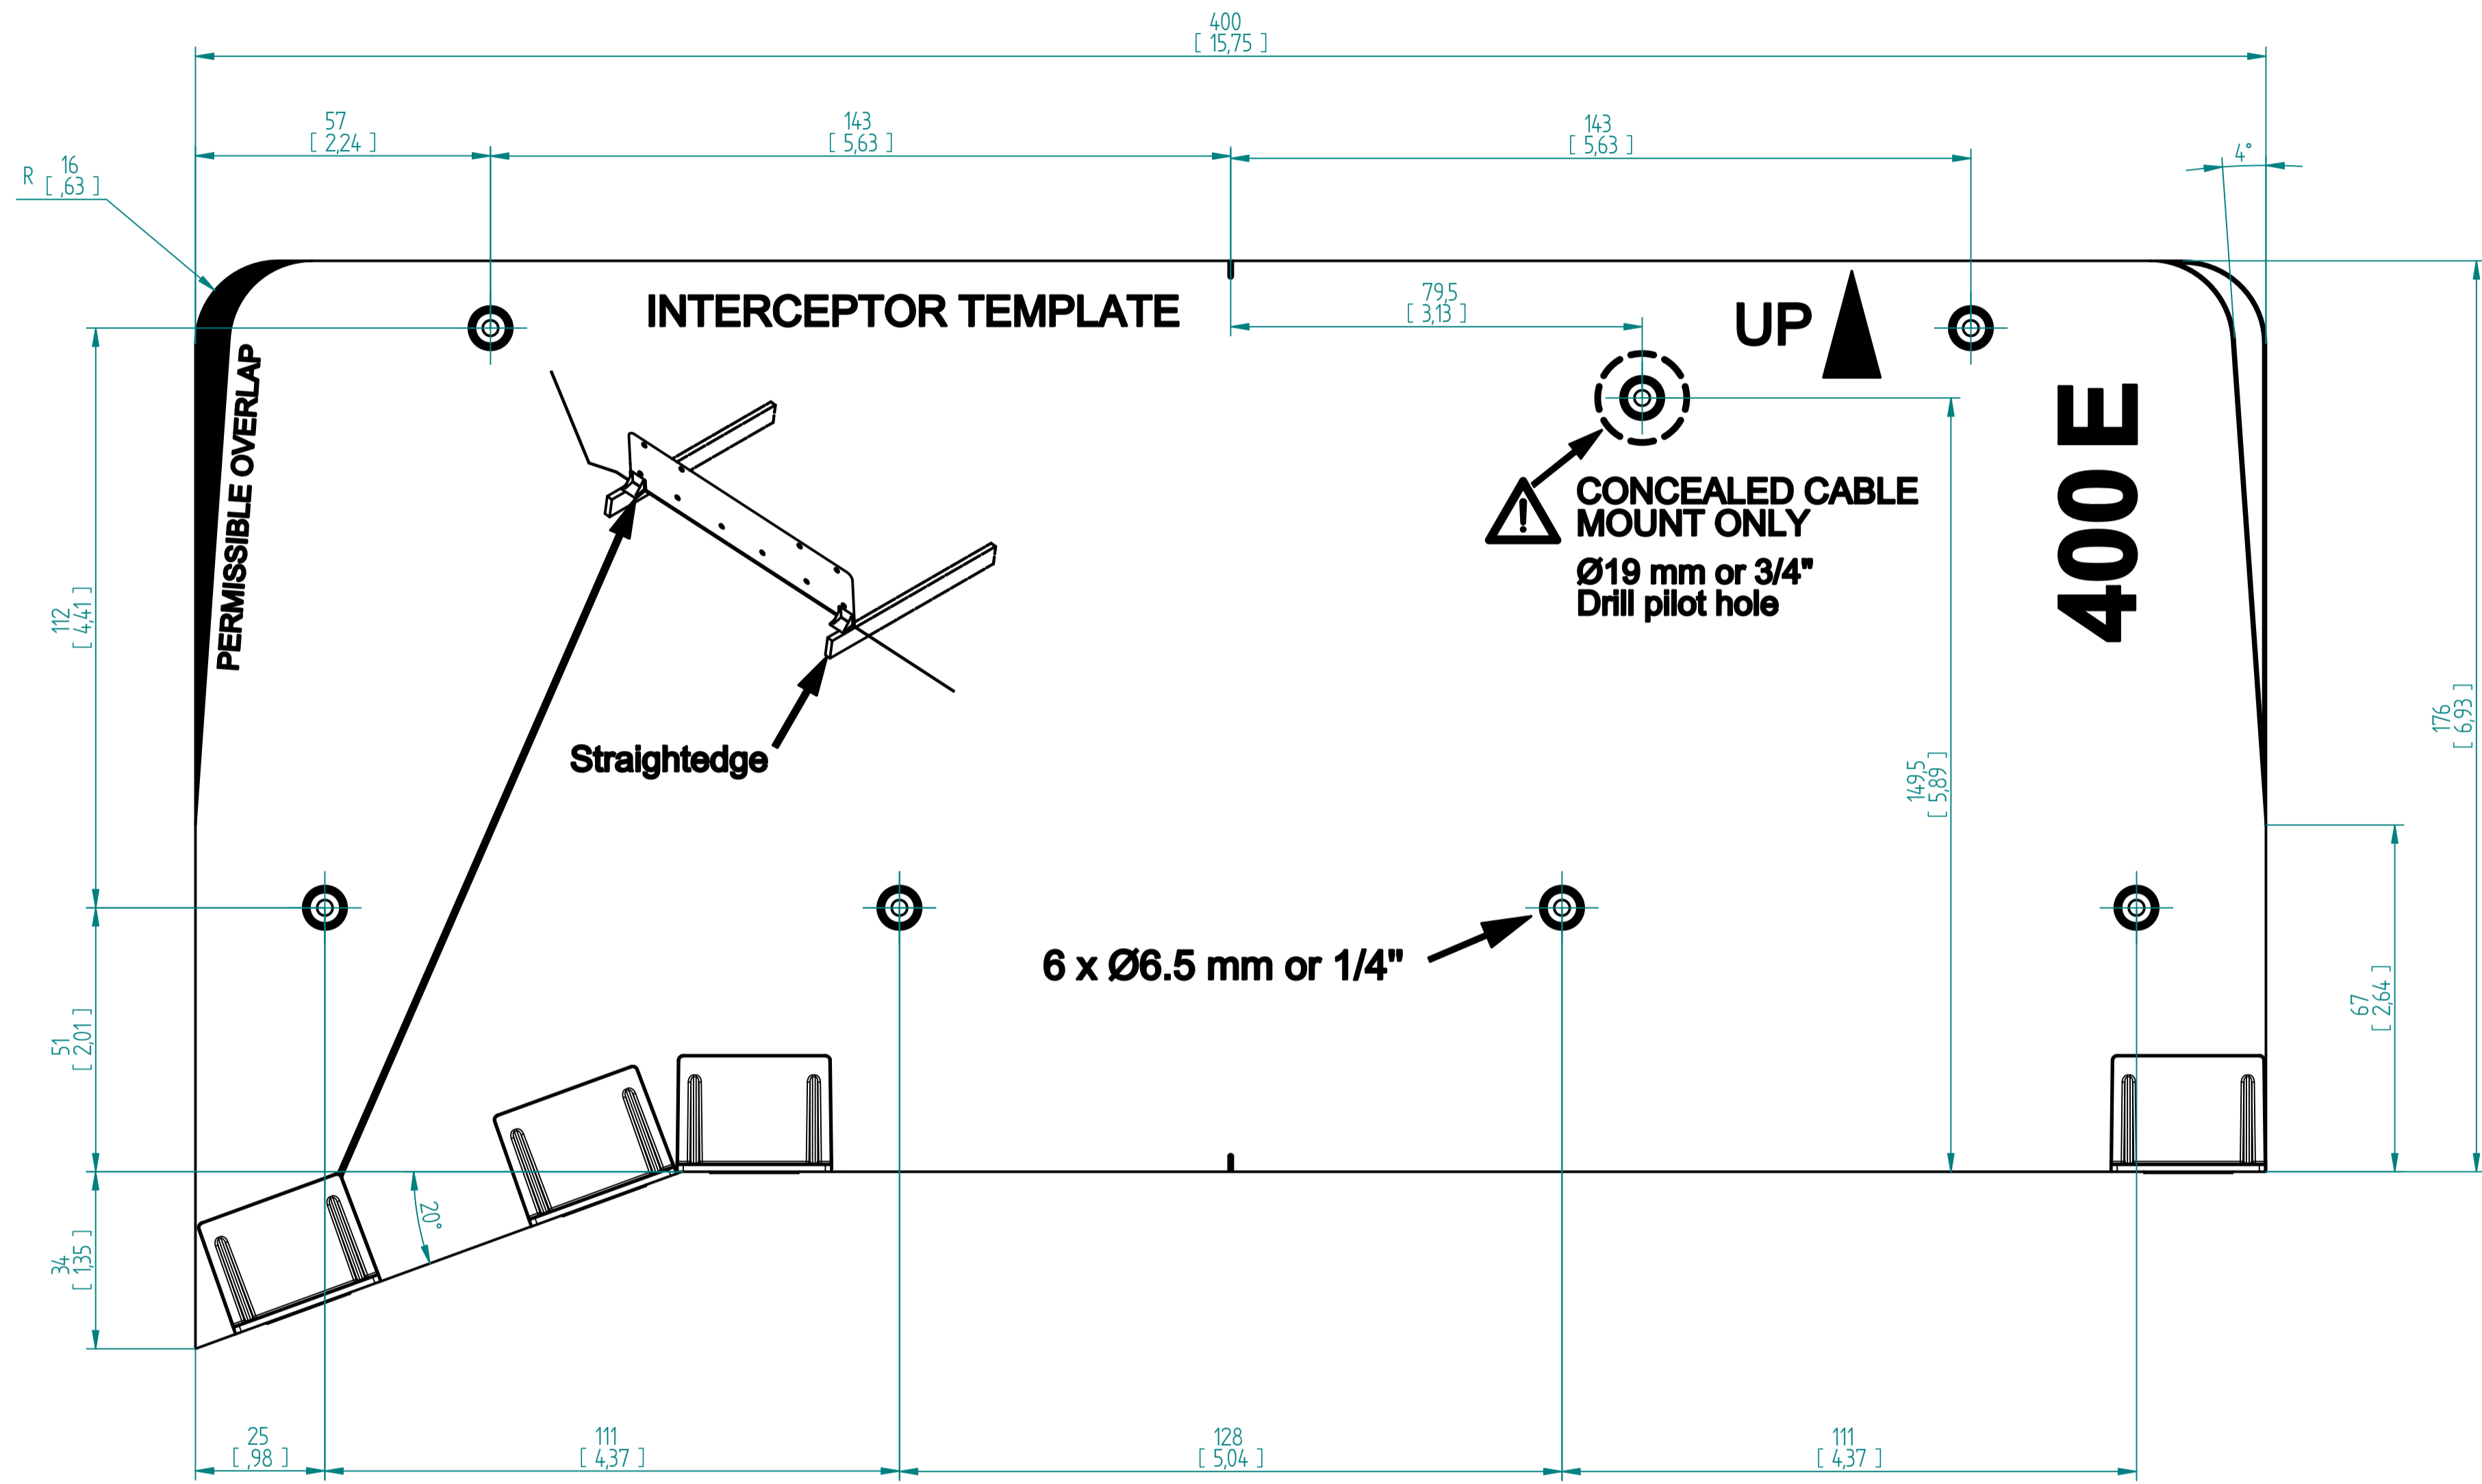 400
[ 15,75 ]
57
[ 2,24 ]
143
[ 5,63 ]
143
[ 5,63 ]
R 16
[ ,63 ]
4°
INTERCEPTOR TEMPLATE
79,5
[ 3,13 ]
UP
PERMISSIBLE OVERLAP
CONCEALED CABLE
MOUNT ONLY
Ø19 mm or 3/4"
Drill pilot hole
!
400 E
112
[ 4,41 ]
176
[ 6,93 ]
Straightedge
149,5
[ 5,89 ]
6 x Ø6.5 mm or 1/4"
67
[ 2,64 ]
51
[ 2,01 ]
20°
34
[ 1,35 ]
25
[ ,98 ]
111
[ 4,37 ]
128
[ 5,04 ]
111
[ 4,37 ]